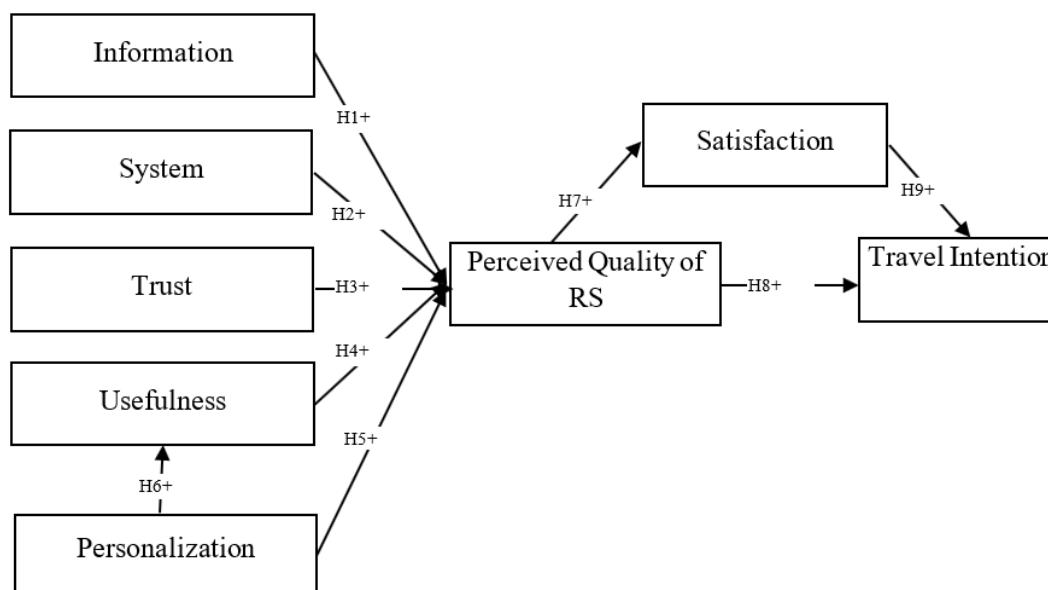 Information
H1+
System
H2+
Trust
H3+
Usefulness
H4+
H5+
H6+
Personalization
Perceived Quality of
RS
H7+
Satisfaction
H8+
H9+
Travel Intention